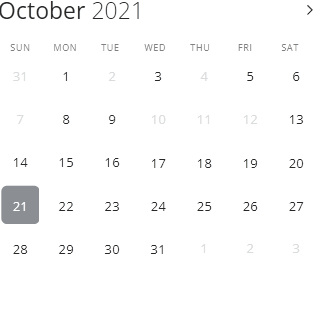 October 2021
SUN MON TUE WED THU FRI SAT
31 1 2 3 4 5 6
7 8 9 10 11 12 13
14 15 16 17 18 19 20
21 22 23 24 25 26 27
28 29 30 31 1 2 3